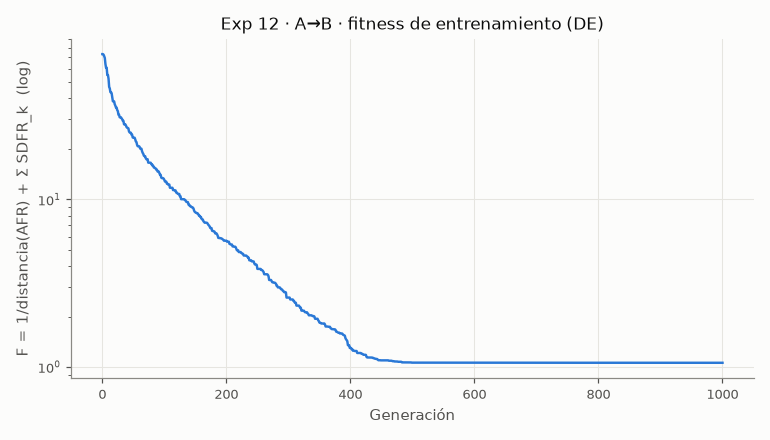 Exp 12 · A→B · fitness de entrenamiento (DE)
F = 1/distancia(AFR) + Σ SDFR_k  (log)
10¹
10⁰
0 200 400 600 800 1000
Generación